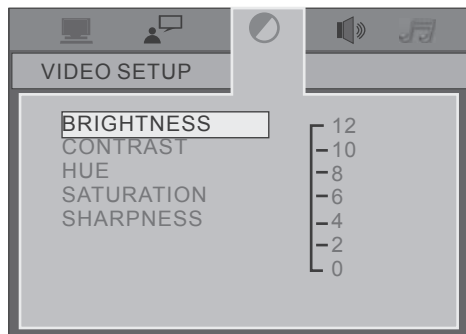 VIDEO SETUP
BRIGHTNESS
CONTRAST
HUE
SATURATION
SHARPNESS
12
10
8
6
4
2
0